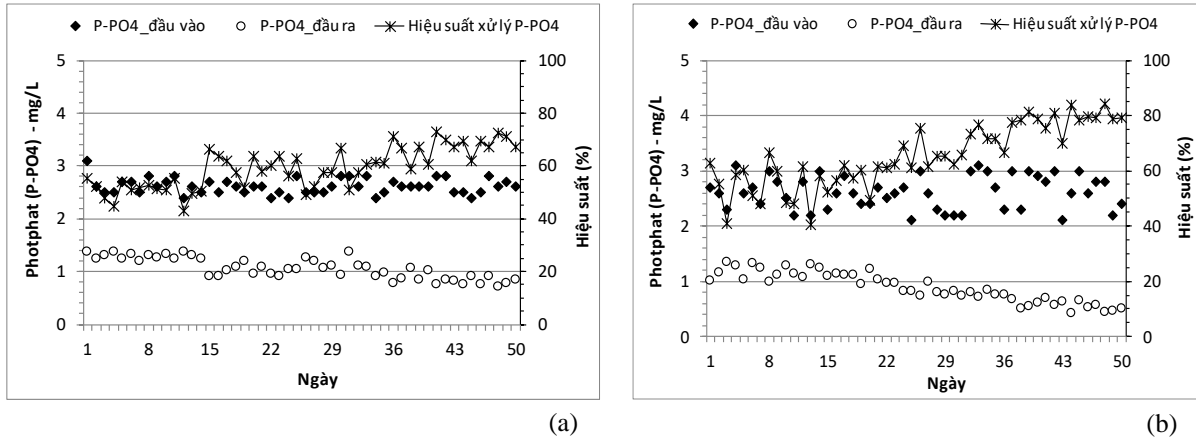 P-PO4_đầu vào P-PO4_đầu ra Hiệu suất xử lý P-PO4
5 100
4 80
3 60
2 40
1 20
0 0
Photphat (P-PO4) - mg/L
Hiệu suất (%)
1 8 15 22 29 36 43 50
Ngày
(a)
P-PO4_đầu vào P-PO4_đầu ra Hiệu suất xử lý P-PO4
5 100
4 80
3 60
2 40
1 20
0 0
Photphat (P-PO4) - mg/L
Hiệu suất (%)
1 8 15 22 29 36 43 50
Ngày
(b)